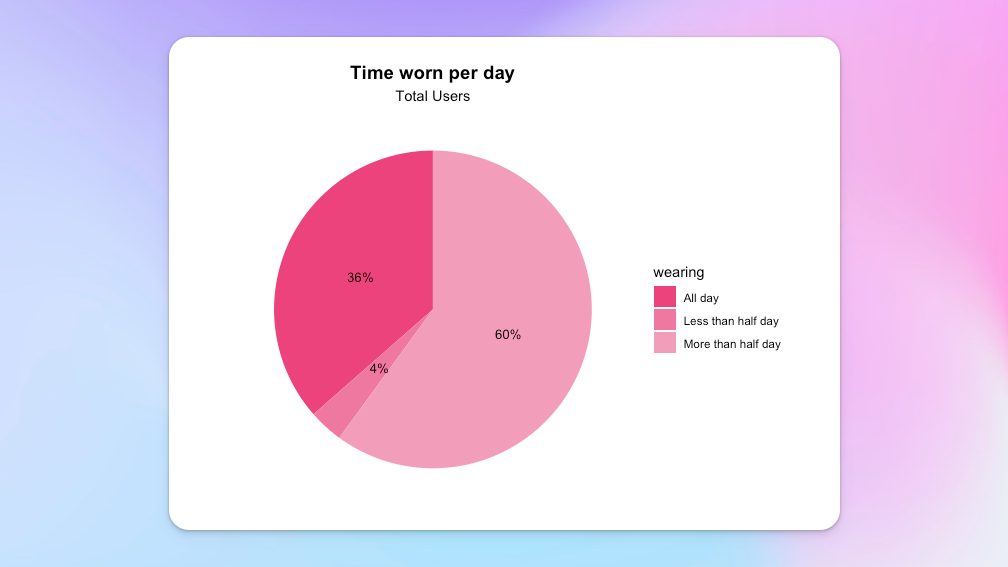 Time worn per day
Total Users
36%
60%
4%
wearing
All day
Less than half day
More than half day